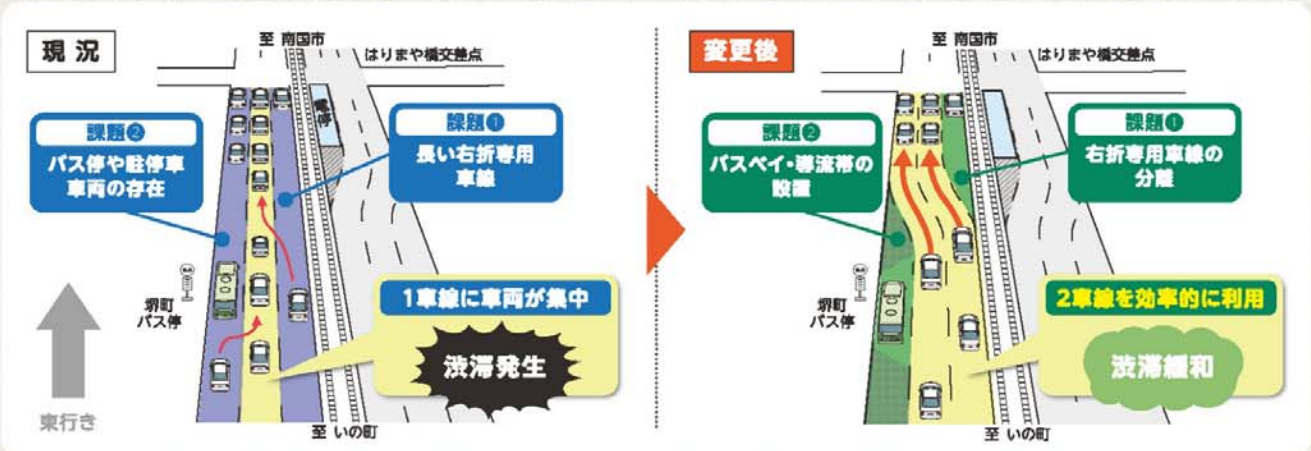 現況
至 南国市
はりまや橋交差点
電停
課題❷
バス停や駐停車
車両の存在
課題❶
長い右折専用
車線
堺町
バス停
1車線に車両が集中
渋滞発生
東行き
至 いの町
変更後
至 南国市
はりまや橋交差点
課題❷
バスベイ・導流帯の
設置
課題❶
右折専用車線の
分離
堺町
バス停
2車線を効率的に利用
渋滞緩和
至 いの町